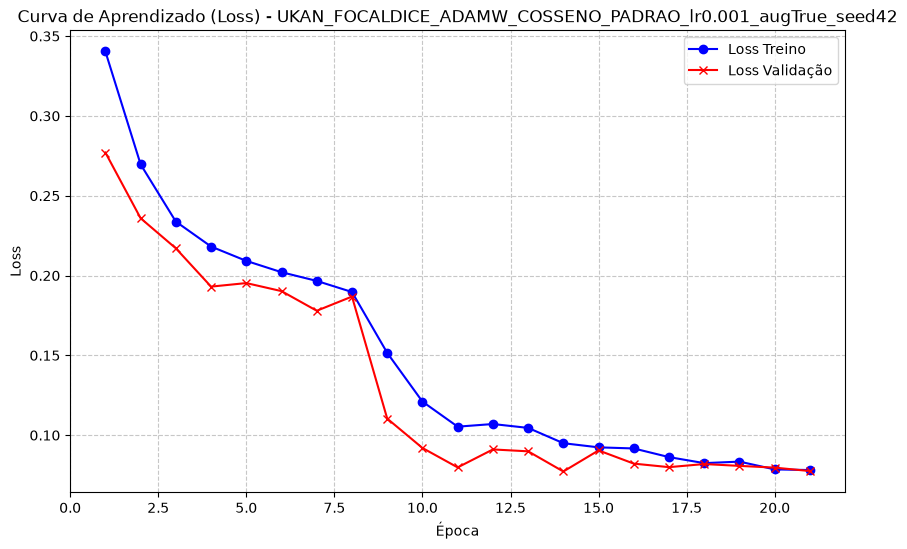 Curva de Aprendizado (Loss) - UKAN_FOCALDICE_ADAMW_COSSENO_PADRAO_lr0.001_augTrue_seed42
Loss Treino
Loss Validação
0.35
0.30
0.25
0.20
0.15
0.10
Loss
0.0 2.5 5.0 7.5 10.0 12.5 15.0 17.5 20.0
Época